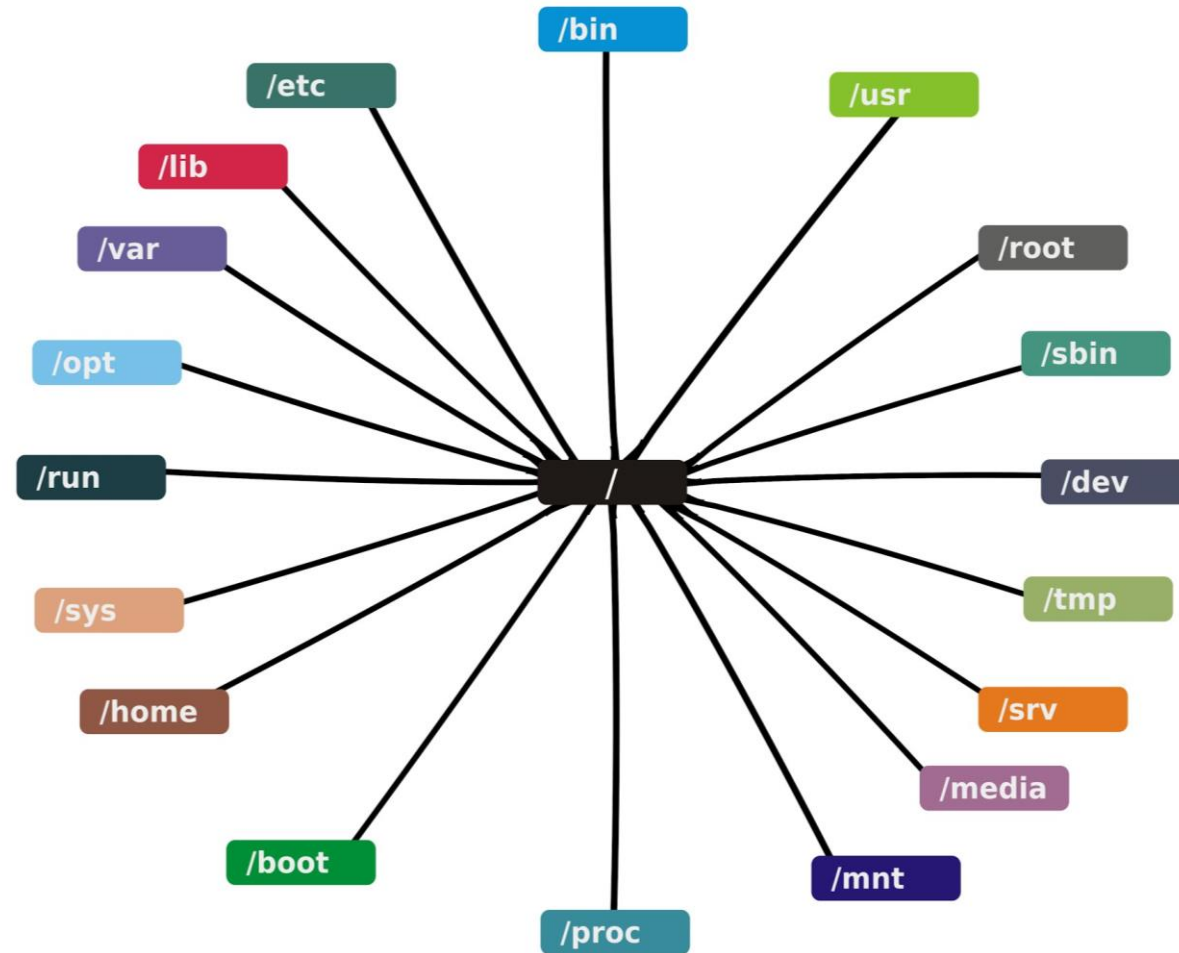 /bin
/etc
/usr
/lib
/var
/root
/sbin
/opt
/run
/
/dev
/sys
/tmp
/home
/srv
/media
/boot
/mnt
/proc